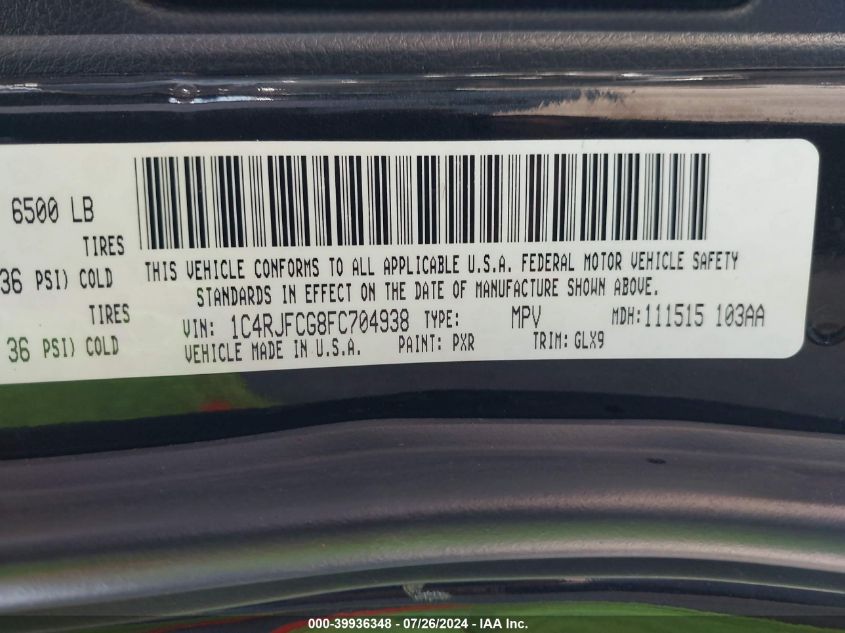 6500 LB
TIRES
36 PSI) COLD
TIRES
36 PSI) COLD
THIS VEHICLE CONFORMS TO ALL APPLICABLE U.S.A. FEDERAL MOTOR VEHICLE SAFETY
STANDARDS IN EFFECT ON THE DATE OF MANUFACTURE SHOWN ABOVE.
VIN: 1C4RJFCG8FC704938 TYPE: MPV MDH:111515 103AA
VEHICLE MADE IN U.S.A. PAINT: PXR TRIM: GLX9
000-39936348 - 07/26/2024 - IAA Inc.